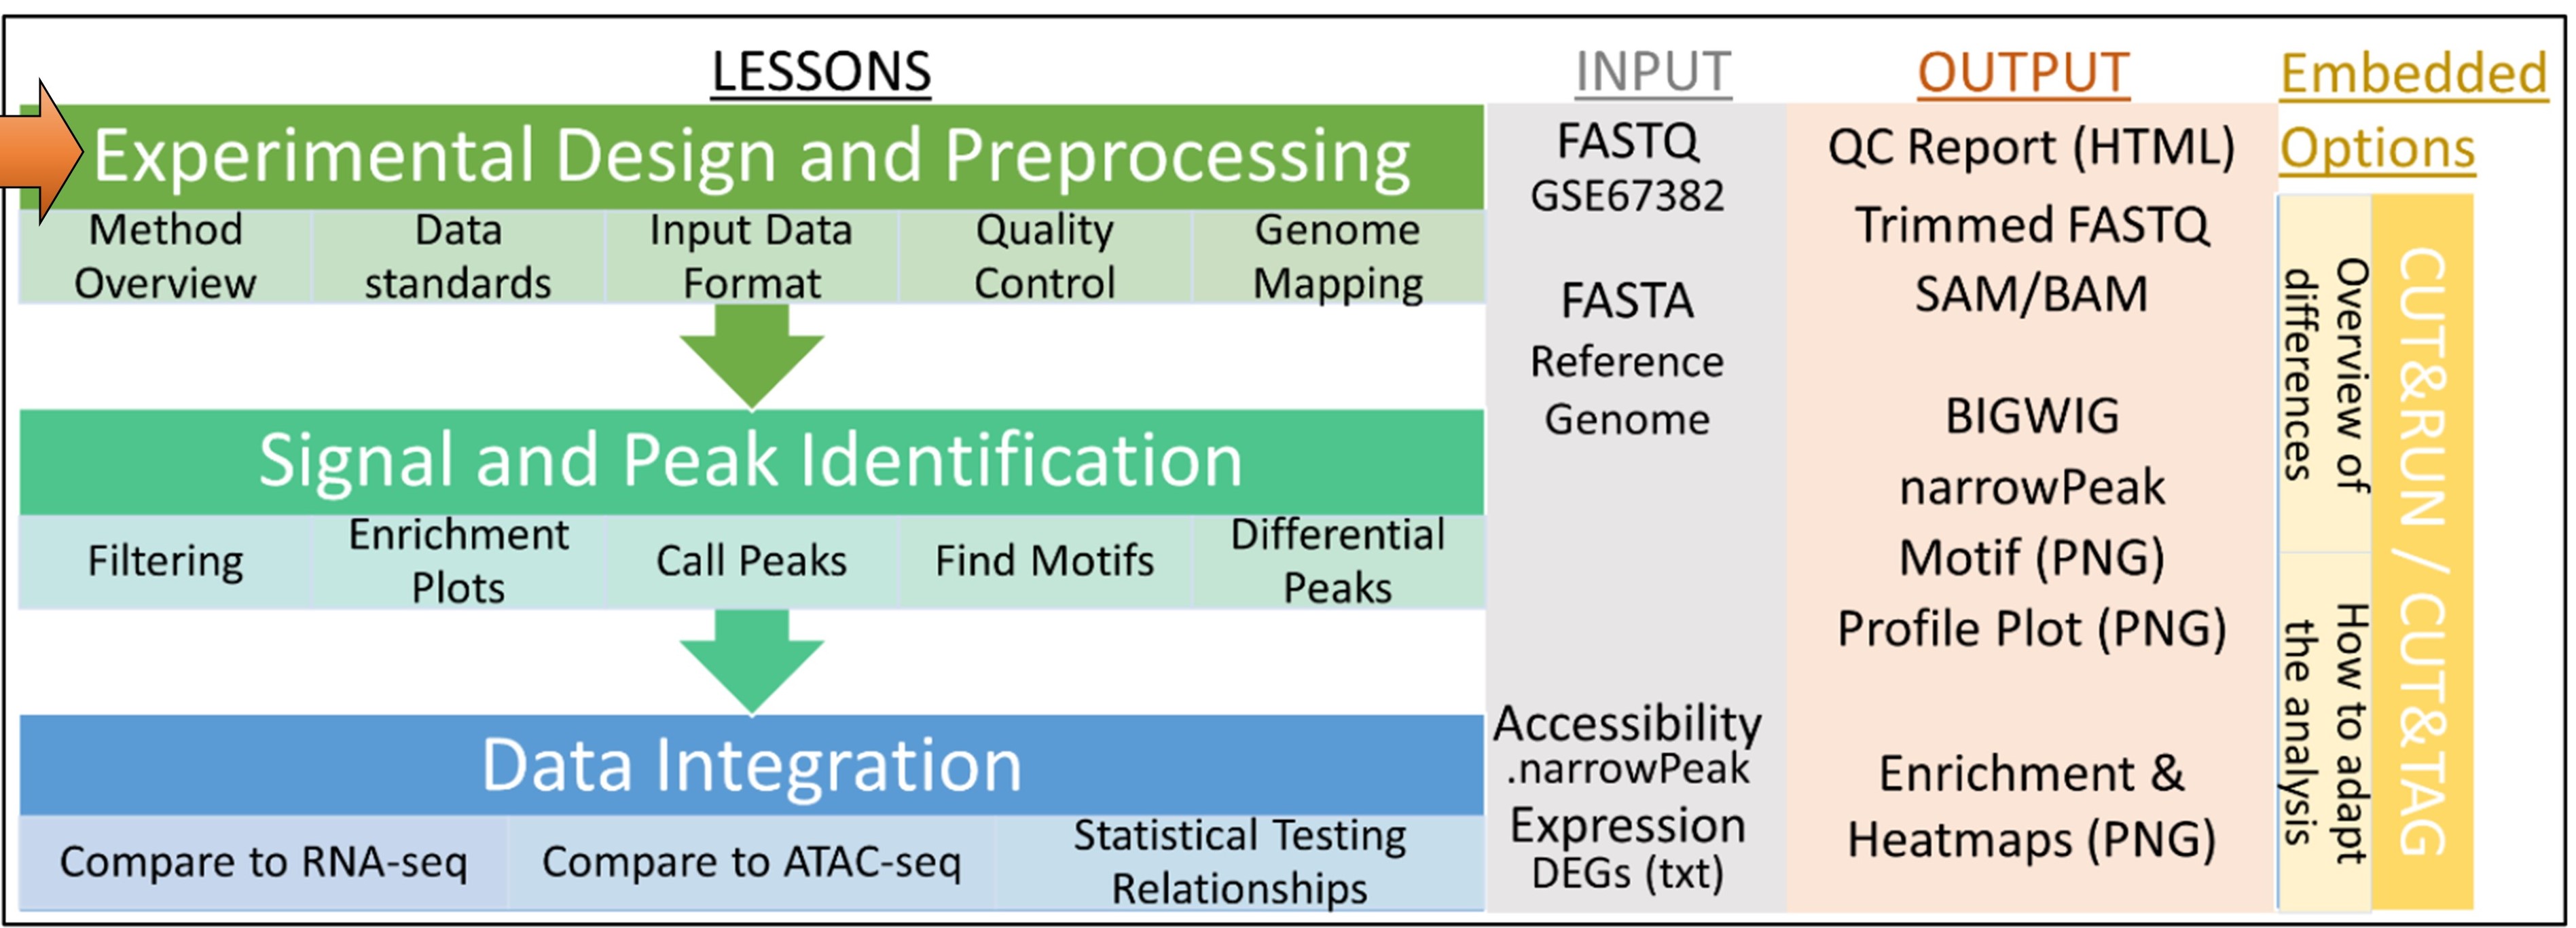 LESSONS
Experimental Design and Preprocessing
Method
Overview
Data
standards
Input Data
Format
Quality
Control
Genome
Mapping
Signal and Peak Identification
Filtering
Enrichment
Plots
Call Peaks
Find Motifs
Differential
Peaks
Data Integration
Compare to RNA-seq
Compare to ATAC-seq
Statistical Testing
Relationships
INPUT
FASTQ
GSE67382
FASTA
Reference
Genome
Accessibility
.narrowPeak
Expression
DEGs (txt)
OUTPUT
QC Report (HTML)
Trimmed FASTQ
SAM/BAM
BIGWIG
narrowPeak
Motif (PNG)
Profile Plot (PNG)
Enrichment &
Heatmaps (PNG)
Embedded
Options
Overview of
differences
How to adapt
the analysis
CUT&RUN / CUT&TAG